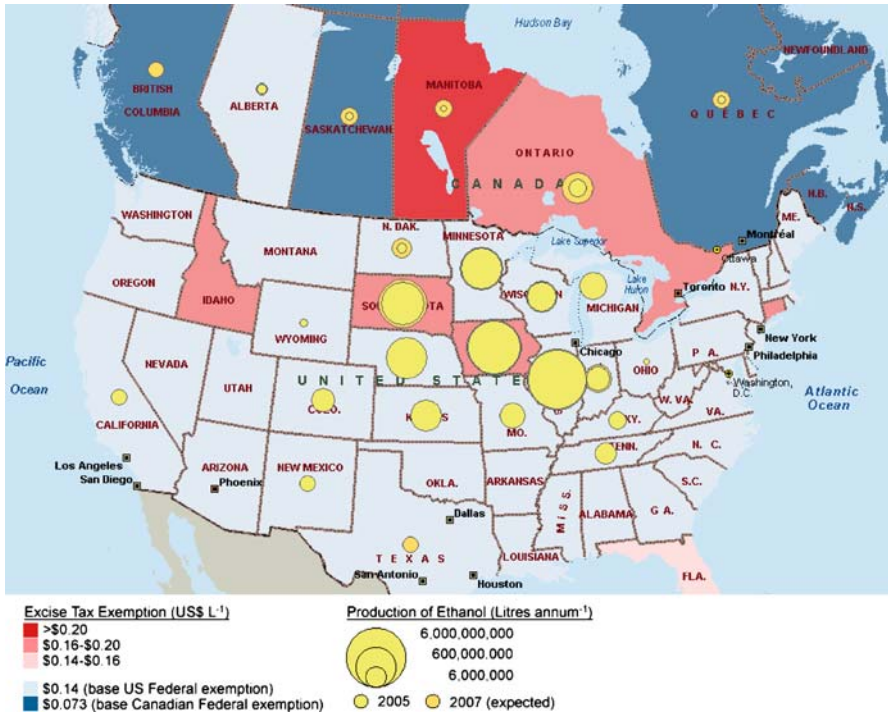 Hudson Bay
NEWFOUNDLAND
BRITISH
COLUMBIA
ALBERTA
SASKATCHEWAN
MANITOBA
ONTARIO
QUEBEC
CANADA
N.B.
N.S.
ME.
Montréal
Ottawa
WASHINGTON
MONTANA
N. DAK.
MINNESOTA
Lake Superior
Lake
Huron
Toronto
N.Y.
OREGON
IDAHO
WYOMING
MICHIGAN
Chicago
New York
Philadelphia
P A.
OHIO
Washington,
D.C.
Pacific
Ocean
Atlantic
Ocean
NEVADA
UTAH
UNITED STATE
COLO.
CALIFORNIA
MO.
KY.
W. VA.
VA.
TENN.
N. C.
S.C.
Los Angeles
San Diego
ARIZONA
Phoenix
NEW MEXICO
OKLA.
ARKANSAS
MISS.
ALABAMA
G A.
Dallas
TEXAS
San Antonio
Houston
LOUISIANA
FLA.
Excise Tax Exemption (US$ L-1)
>$0.20
$0.16-$0.20
$0.14-$0.16
$0.14 (base US Federal exemption)
$0.073 (base Canadian Federal exemption)
Production of Ethanol (Litres annum-1)
6,000,000,000
600,000,000
6,000,000
2005
2007 (expected)